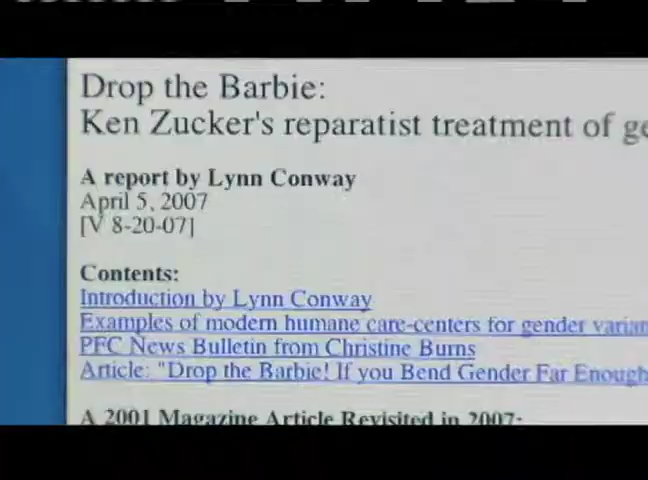 Drop the Barbie:
Ken Zucker's reparatist treatment of ge
A report by Lynn Conway
April 5, 2007
[V 8-20-07]
Contents:
Introduction by Lynn Conway
Examples of modern humane care-centers for gender varian
PFC News Bulletin from Christine Burns
Article: "Drop the Barbie! If you Bend Gender Far Enough
A 2001 Magazine Article Revisited in 2007: